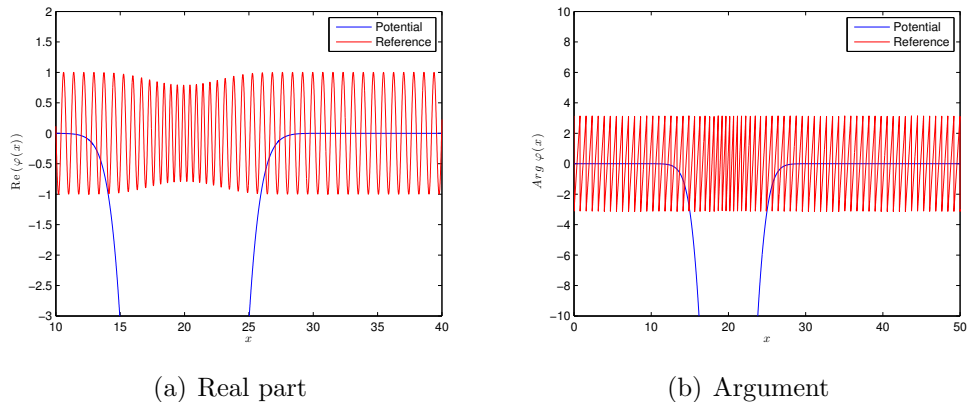 2
1.5
1
0.5
0
−0.5
−1
−1.5
−2
−2.5
−3
10 15 20 25 30 35 40
x
Re(φ(x))
Potential
Reference
(a) Real part
10
8
6
4
2
0
−2
−4
−6
−8
−10
0 10 20 30 40 50
x
Arg φ(x
Potential
Reference
(b) Argument